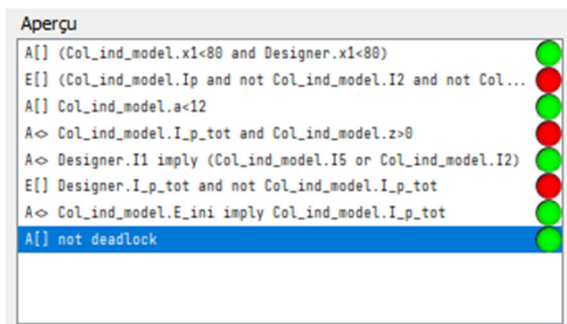 Aperçu
A[] (Col_ind_model.x1<80 and Designer.x1<80)
E[] (Col_ind_model.Ip and not Col_ind_model.I2 and not Col...
A[] Col_ind_model.a<12
A<> Col_ind_model.I_p_tot and Col_ind_model.z>0
A<> Designer.I1 imply (Col_ind_model.I5 or Col_ind_model.I2)
E[] Designer.I_p_tot and not Col_ind_model.I_p_tot
A<> Col_ind_model.E_ini imply Col_ind_model.I_p_tot
A[] not deadlock